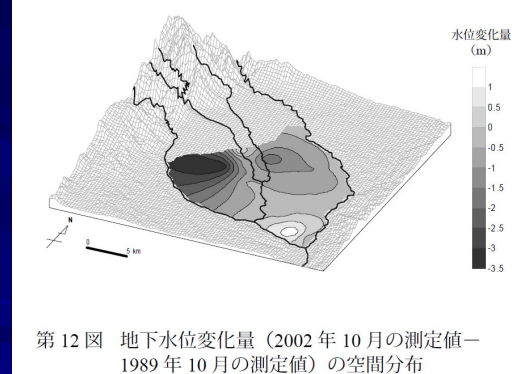 水位変化量
(m)
1
0.5
0
-0.5
-1
-1.5
-2
-2.5
-3
-3.5
N
0
5 km
第 12 図 地下水位変化量（2002 年 10 月の測定値−
1989 年 10 月の測定値）の空間分布